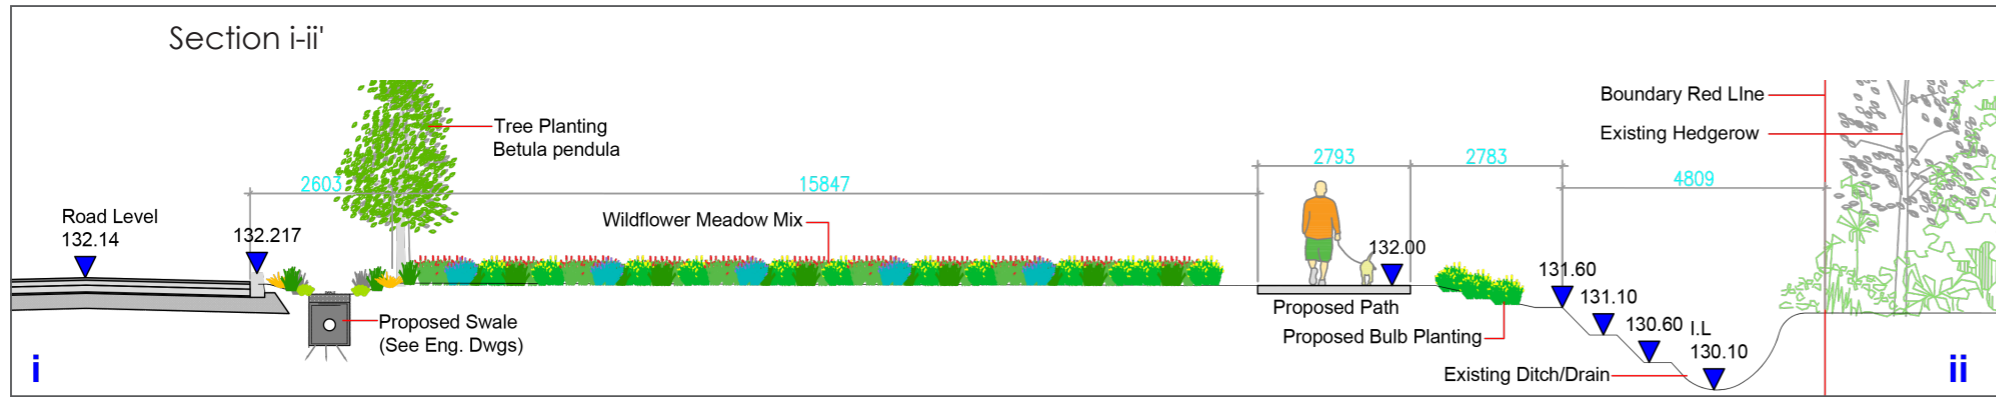 Section i-ii'
Boundary Red LIne
Existing Hedgerow
Tree Planting
Betula pendula
2603
15847
2793
2783
4809
Road Level
132.14
132.217
Wildflower Meadow Mix
132.00
131.60
131.10
130.60
I.L
130.10
Proposed Path
Proposed Swale
(See Eng. Dwgs)
Proposed Bulb Planting
Existing Ditch/Drain
i
ii